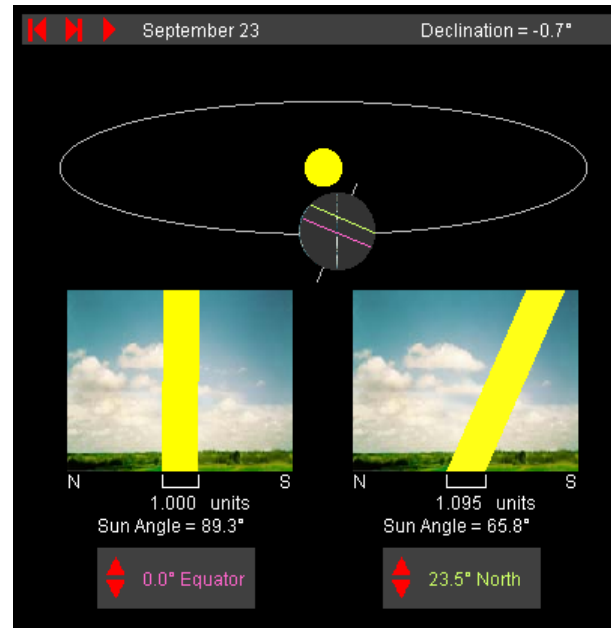 September 23 Declination = -0.7°
N S N S
1.000 units 1.095 units
Sun Angle = 89.3° Sun Angle = 65.8°
0.0° Equator 23.5° North